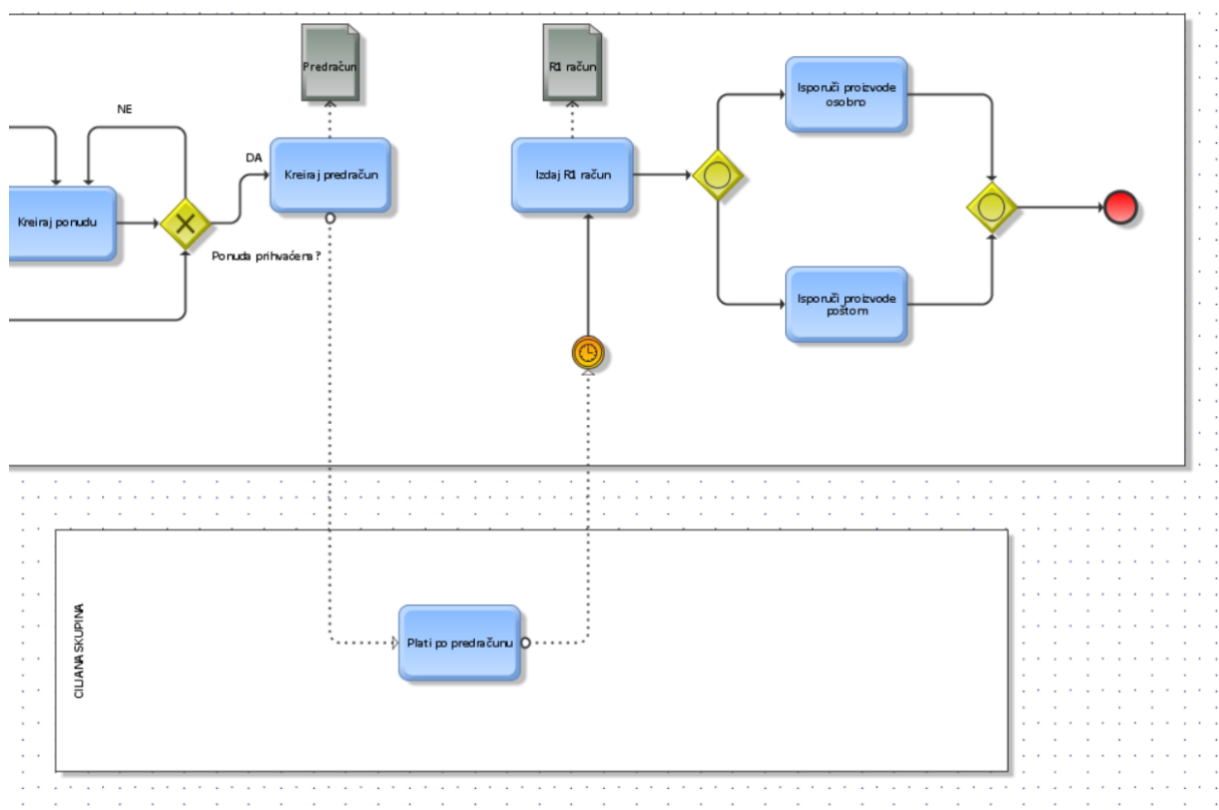 Predračun
R1 račun
NE
Isporuči proizvode
osobno
DA
Kreiraj predračun
Izdaj R1 račun
Kreiraj ponudu
Ponuda prihvaćena?
Isporuči proizvode
poštom
CILJANA SKUPINA
Plati po predračunu